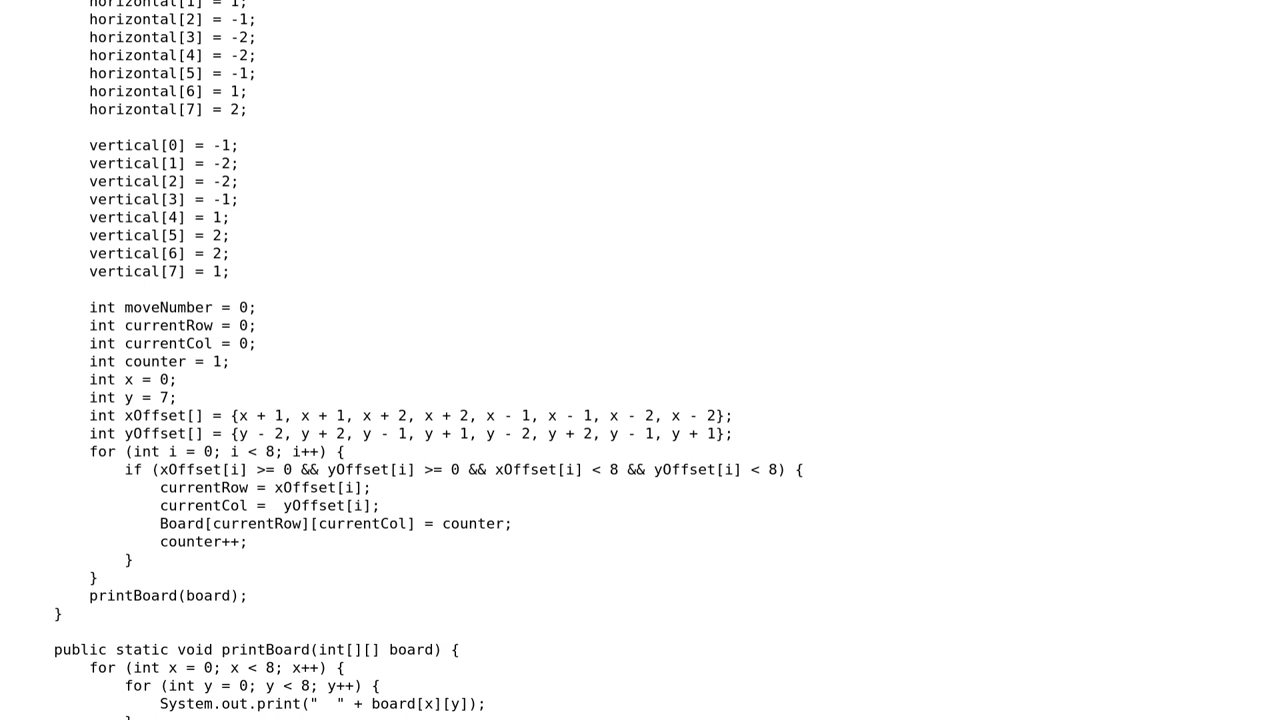 horizontal[1] = 1;
horizontal[2] = -1;
horizontal[3] = -2;
horizontal[4] = -2;
horizontal[5] = -1;
horizontal[6] = 1;
horizontal[7] = 2;

vertical[0] = -1;
vertical[1] = -2;
vertical[2] = -2;
vertical[3] = -1;
vertical[4] = 1;
vertical[5] = 2;
vertical[6] = 2;
vertical[7] = 1;

int moveNumber = 0;
int currentRow = 0;
int currentCol = 0;
int counter = 1;
int x = 0;
int y = 7;
int xOffset[] = {x + 1, x + 1, x + 2, x + 2, x - 1, x - 1, x - 2, x - 2};
int yOffset[] = {y - 2, y + 2, y - 1, y + 1, y - 2, y + 2, y - 1, y + 1};
for (int i = 0; i < 8; i++) {
if (xOffset[i] >= 0 && yOffset[i] >= 0 && xOffset[i] < 8 && yOffset[i] < 8) {
currentRow = xOffset[i];
currentCol =  yOffset[i];
Board[currentRow][currentCol] = counter;
counter++;
}
}
printBoard(board);
}

public static void printBoard(int[][] board) {
for (int x = 0; x < 8; x++) {
for (int y = 0; y < 8; y++) {
System.out.print("  " + board[x][y]);
}